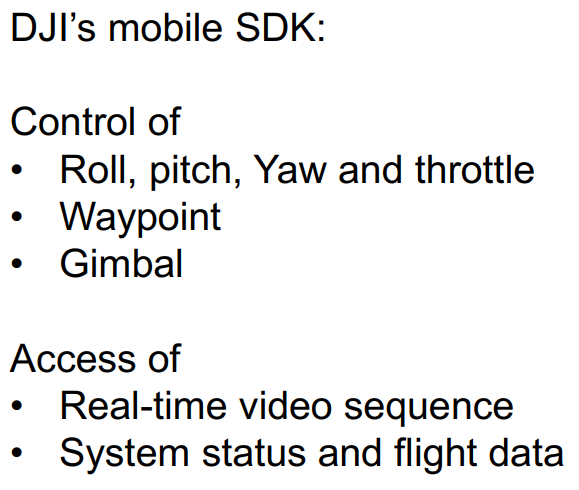 DJI’s mobile SDK:
Control of
• Roll, pitch, Yaw and throttle
• Waypoint
• Gimbal
Access of
• Real-time video sequence
• System status and flight data